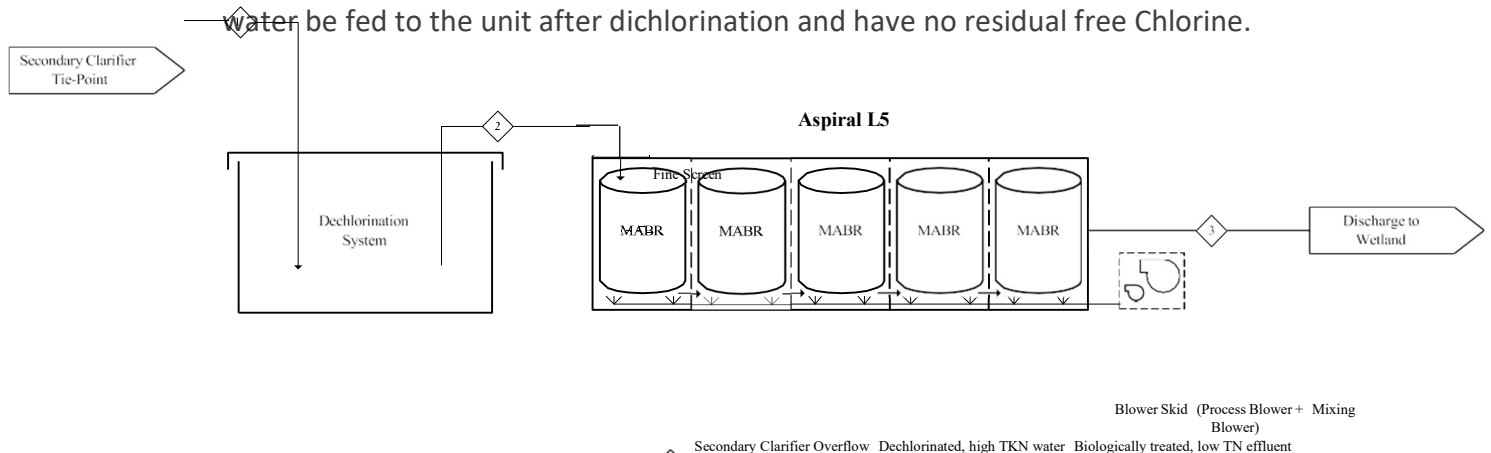 water be fed to the unit after dichlorination and have no residual free Chlorine.
1
Secondary Clarifier
Tie-Point
2
Aspiral L5
Fine Screen
Dechlorination
System
MABR
MABR
MABR
MABR
MABR
3
Discharge to
Wetland
Blower Skid (Process Blower + Mixing
Blower)
Secondary Clarifier Overflow Dechlorinated, high TKN water Biologically treated, low TN effluent